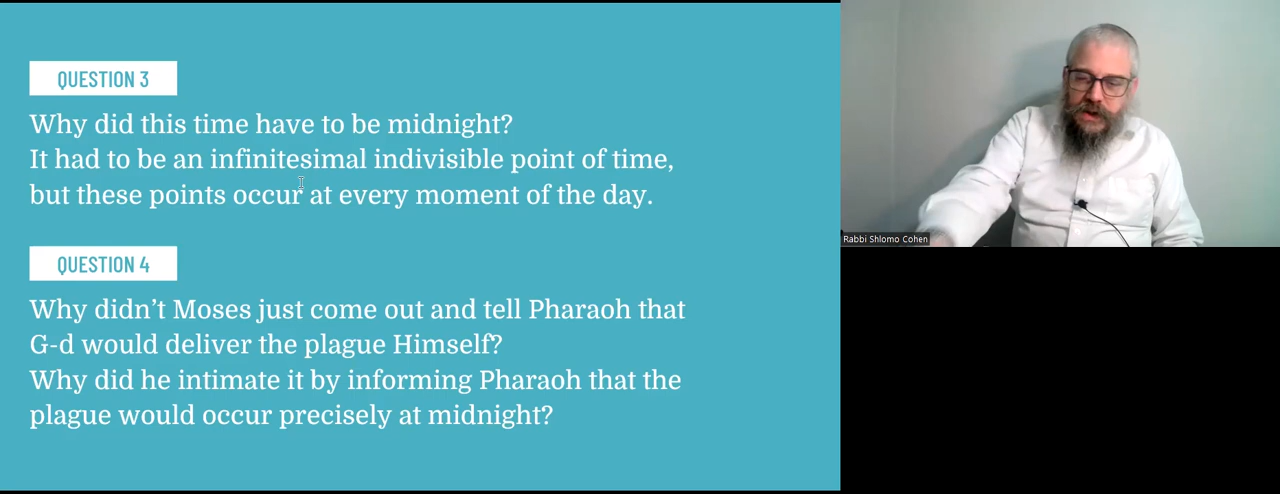 QUESTION 3
Why did this time have to be midnight?
It had to be an infinitesimal indivisible point of time,
but these points occur at every moment of the day.
QUESTION 4
Why didn’t Moses just come out and tell Pharaoh that
G-d would deliver the plague Himself?
Why did he intimate it by informing Pharaoh that the
plague would occur precisely at midnight?
Rabbi Shlomo Cohen